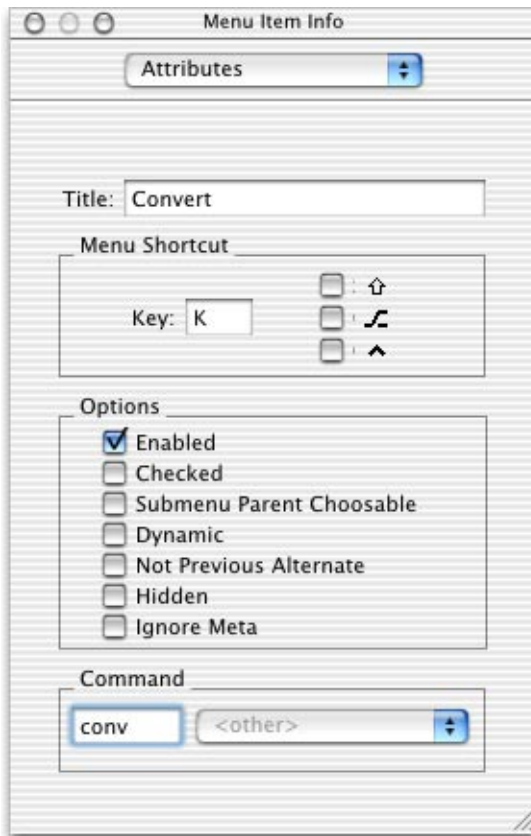 Menu Item Info
Attributes
Title: Convert
Menu Shortcut
Key: K
Options
Enabled
Checked
Submenu Parent Choosable
Dynamic
Not Previous Alternate
Hidden
Ignore Meta
Command
conv <other>